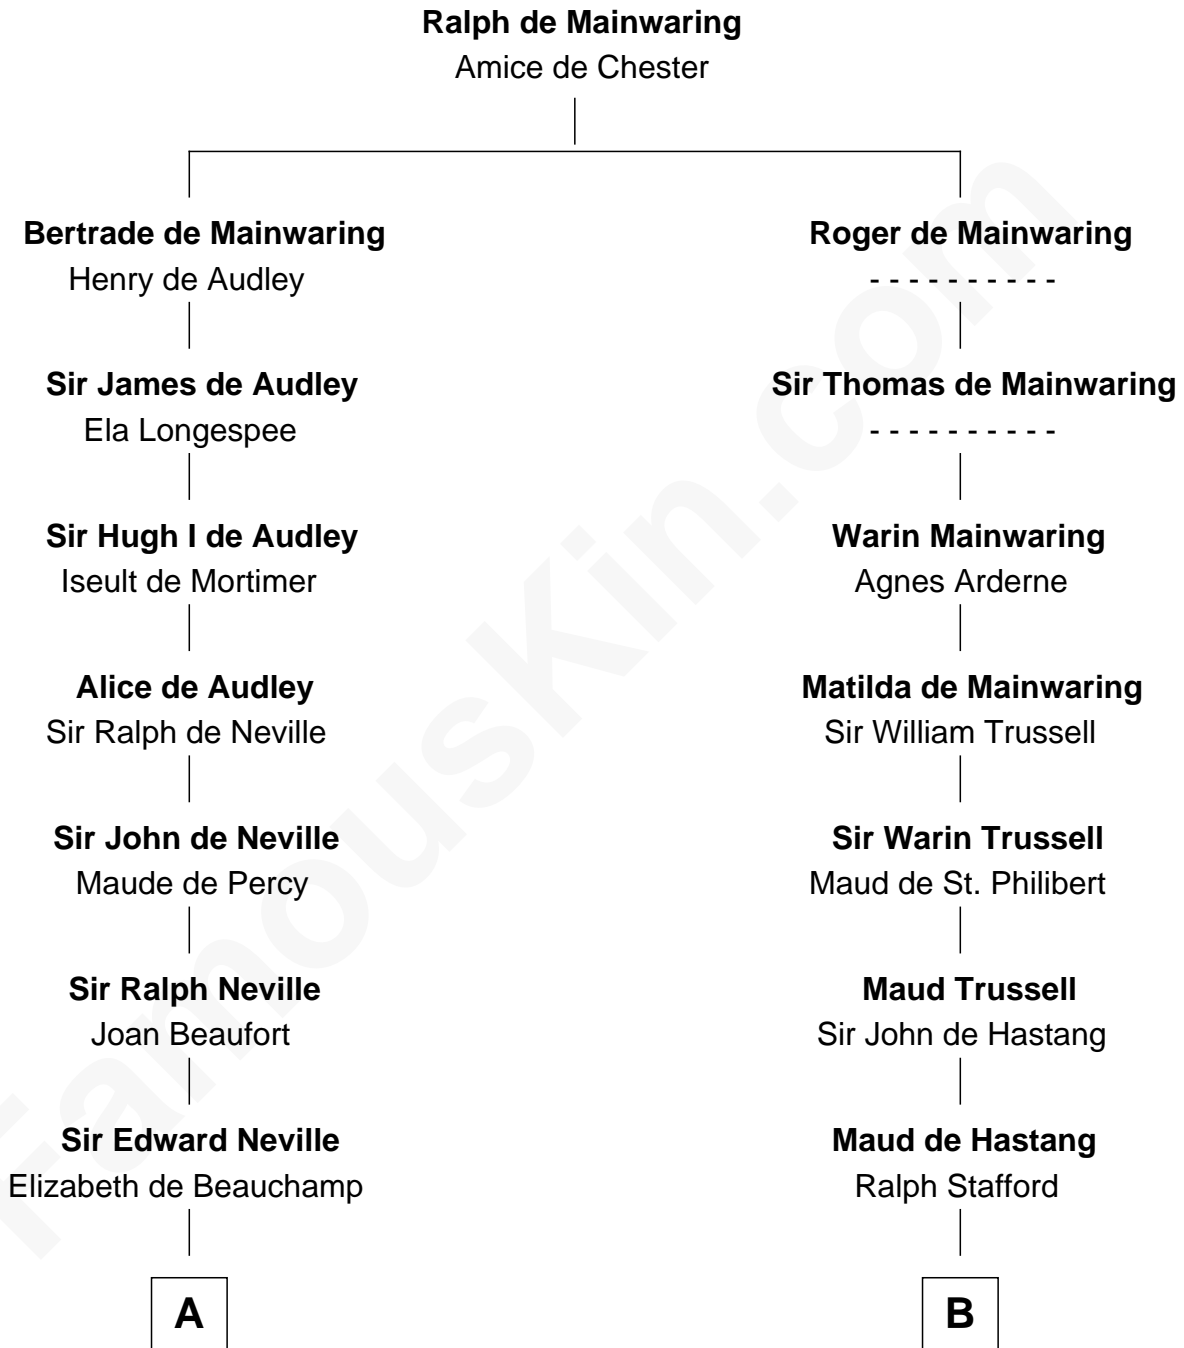 Ralph de Mainwaring
Amice de Chester
Bertrade de Mainwaring
Henry de Audley
Sir James de Audley
Ela Longespee
Sir Hugh I de Audley
Iseult de Mortimer
Alice de Audley
Sir Ralph de Neville
Sir John de Neville
Maude de Percy
Sir Ralph Neville
Joan Beaufort
Sir Edward Neville
Elizabeth de Beauchamp
A
Roger de Mainwaring
- - - - - - - - - -
Sir Thomas de Mainwaring
- - - - - - - - - -
Warin Mainwaring
Agnes Arderne
Matilda de Mainwaring
Sir William Trussell
Sir Warin Trussell
Maud de St. Philibert
Maud Trussell
Sir John de Hastang
Maud de Hastang
Ralph Stafford
B
FamousKin.com